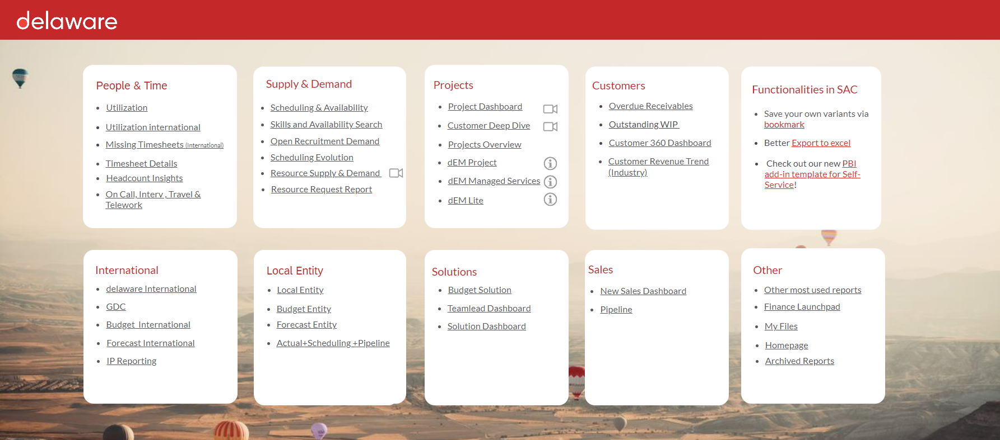 delaware
People & Time
Utilization
Utilization international
Missing Timesheets (International)
Timesheet Details
Headcount Insights
On Call, Interv , Travel &
Telework
Supply & Demand
Scheduling & Availability
Skills and Availability Search
Open Recruitment Demand
Scheduling Evolution
Resource Supply & Demand
Resource Request Report
Projects
Project Dashboard
Customer Deep Dive
Projects Overview
dEM Project
dEM Managed Services
dEM Lite
Customers
Overdue Receivables
Outstanding WIP
Customer 360 Dashboard
Customer Revenue Trend
(Industry)
Functionalities in SAC
Save your own variants via
bookmark
Better Export to excel
Check out our new PBI
add-in template for Self-
Service!
International
delaware International
GDC
Budget International
Forecast International
IP Reporting
Local Entity
Local Entity
Budget Entity
Forecast Entity
Actual+Scheduling +Pipeline
Solutions
Budget Solution
Teamlead Dashboard
Solution Dashboard
Sales
New Sales Dashboard
Pipeline
Other
Other most used reports
Finance Launchpad
My Files
Homepage
Archived Reports